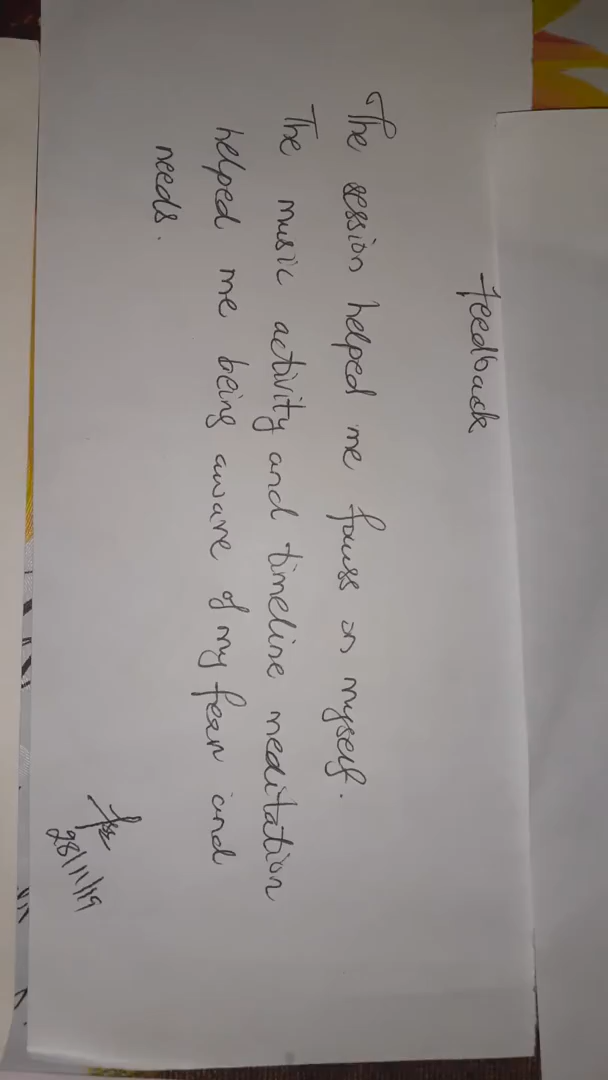 Feedback
The session helped me focuss on myself.
The music activity and timeline meditation
helped me being aware of my fear and
needs.
28/11/19